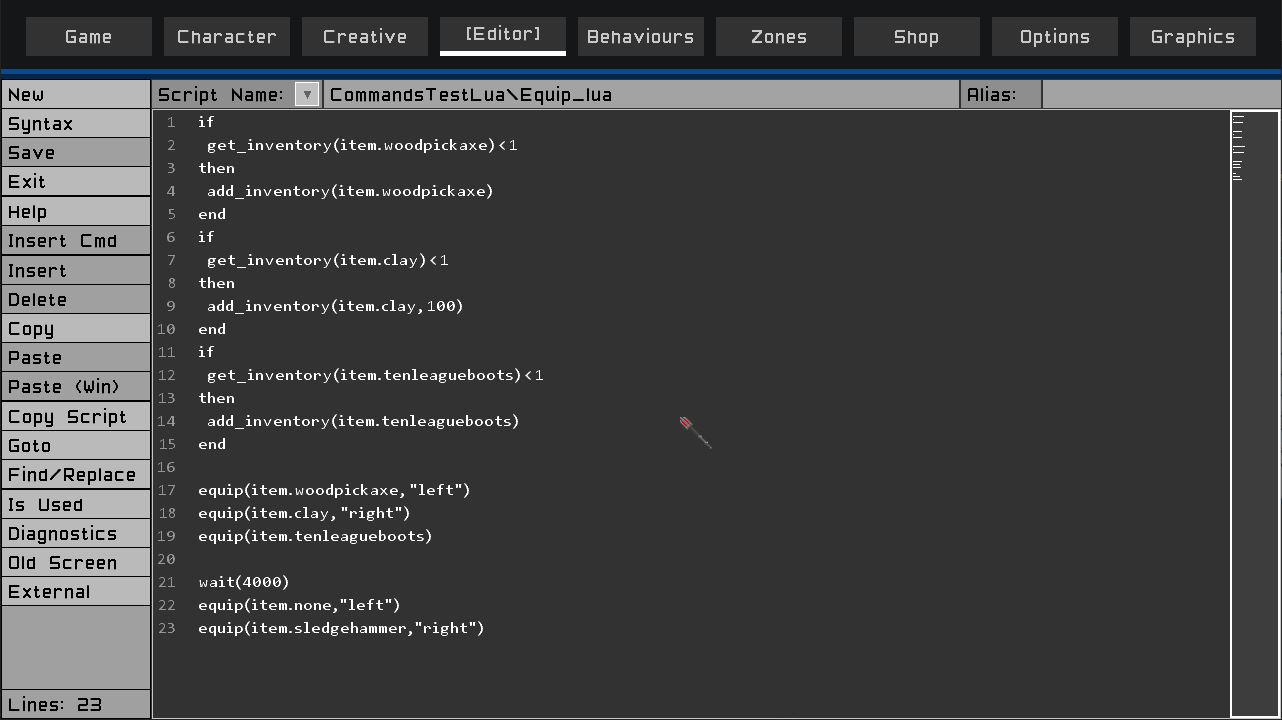 Game Character Creative [Editor] Behaviours Zones Shop Options Graphics
New
Syntax
Save
Exit
Help
Insert Cmd
Insert
Delete
Copy
Paste
Paste (Win)
Copy Script
Goto
Find/Replace
Is Used
Diagnostics
Old Screen
External
Lines: 23
Script Name: ▼ CommandsTestLua\Equip_lua Alias:
1 if
2  get_inventory(item.woodpickaxe)<1
3 then
4  add_inventory(item.woodpickaxe)
5 end
6 if
7  get_inventory(item.clay)<1
8 then
9  add_inventory(item.clay,100)
10 end
11 if
12  get_inventory(item.tenleagueboots)<1
13 then
14  add_inventory(item.tenleagueboots)
15 end
16
17 equip(item.woodpickaxe,"left")
18 equip(item.clay,"right")
19 equip(item.tenleagueboots)
20
21 wait(4000)
22 equip(item.none,"left")
23 equip(item.sledgehammer,"right")